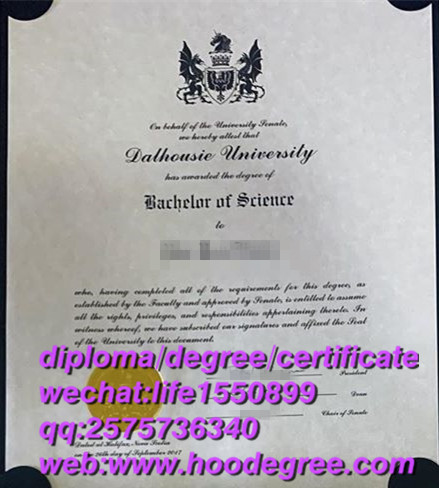 On behalf of the University Senate,
we hereby attest that
Dalhousie University
has awarded the degree of
Bachelor of Science
to
who, having completed all of the requirements for this degree, as
established by the Faculty and approved by Senate, is entitled to assume
all the rights, privileges, and responsibilities appertaining thereto. In
witness whereof, we have subscribed our signatures and affixed the Seal
of the University to this document.
diploma/degree/certificate
President
wechat:life1550899
Dean
qq:2575736340
Chair of Senate
Dated at Halifax, Nova Scotia
on the 26th day of September 2017
web:www.hoodegree.com